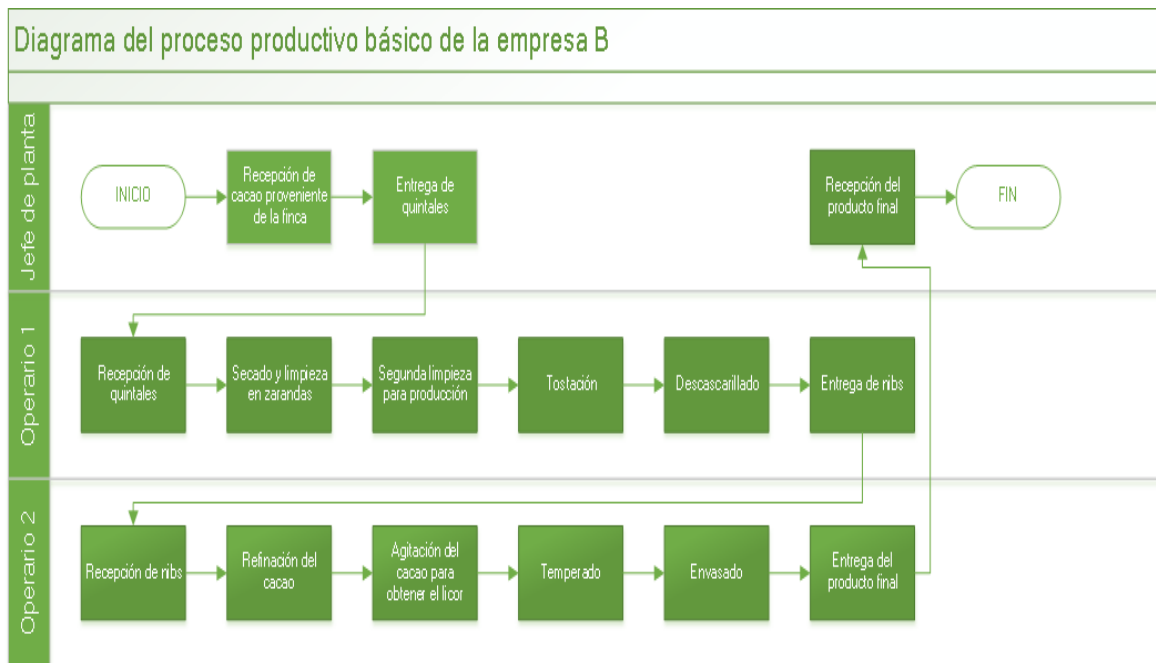 Diagrama del proceso productivo básico de la empresa B
Jefe de planta
INICIO
Recepción de
cacao proveniente
de la finca
Entrega de
quintales
Recepción del
producto final
FIN
Operario 1
Recepción de
quintales
Secado y limpieza
en zarandas
Segunda limpieza
para producción
Tostación
Descascarillado
Entrega de nibs
Operario 2
Recepción de nibs
Refinación del
cacao
Agitación del
cacao para
obtener el licor
Temperado
Envasado
Entrega del
producto final